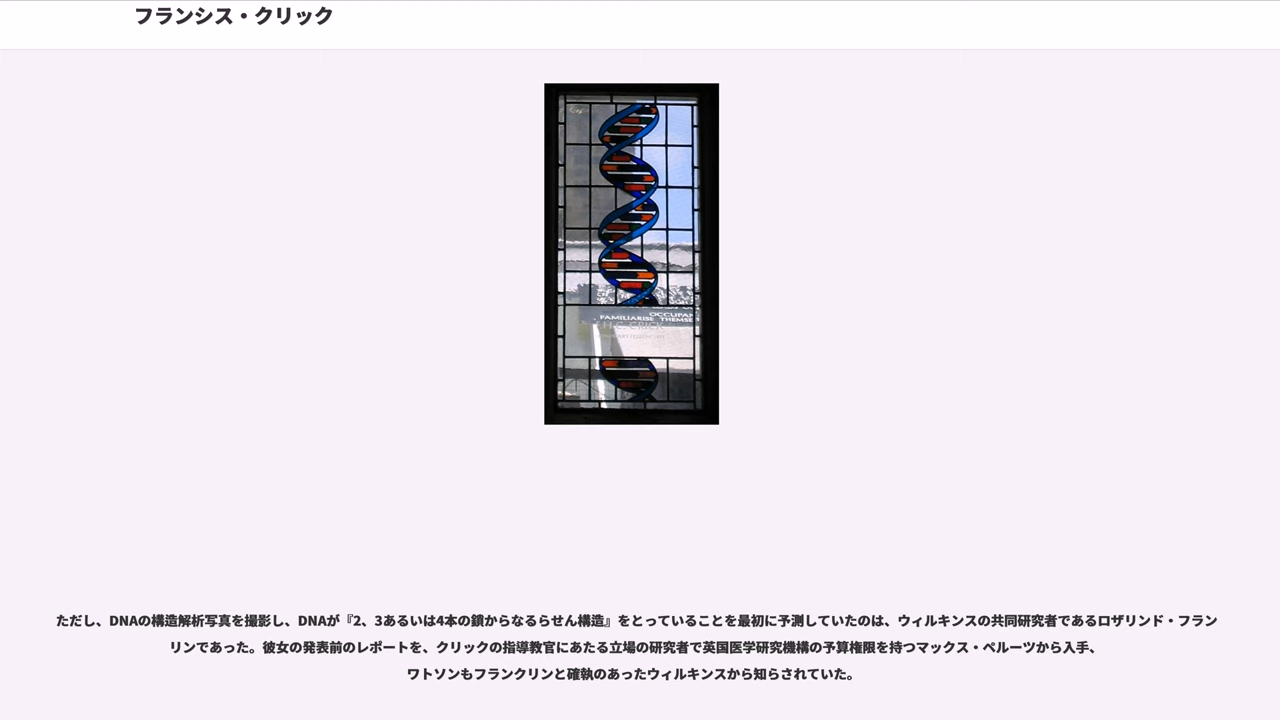 フランシス・クリック
OCCUPAN
FAMILIARISE THEMSE
F.H.C. CRICK
ただし、DNAの構造解析写真を撮影し、DNAが『2、3あるいは4本の鎖からなるらせん構造』をとっていることを最初に予測していたのは、ウィルキンスの共同研究者であるロザリンド・フラン
リンであった。彼女の発表前のレポートを、クリックの指導教官にあたる立場の研究者で英国医学研究機構の予算権限を持つマックス・ペルーツから入手、
ワトソンもフランクリンと確執のあったウィルキンスから知らされていた。